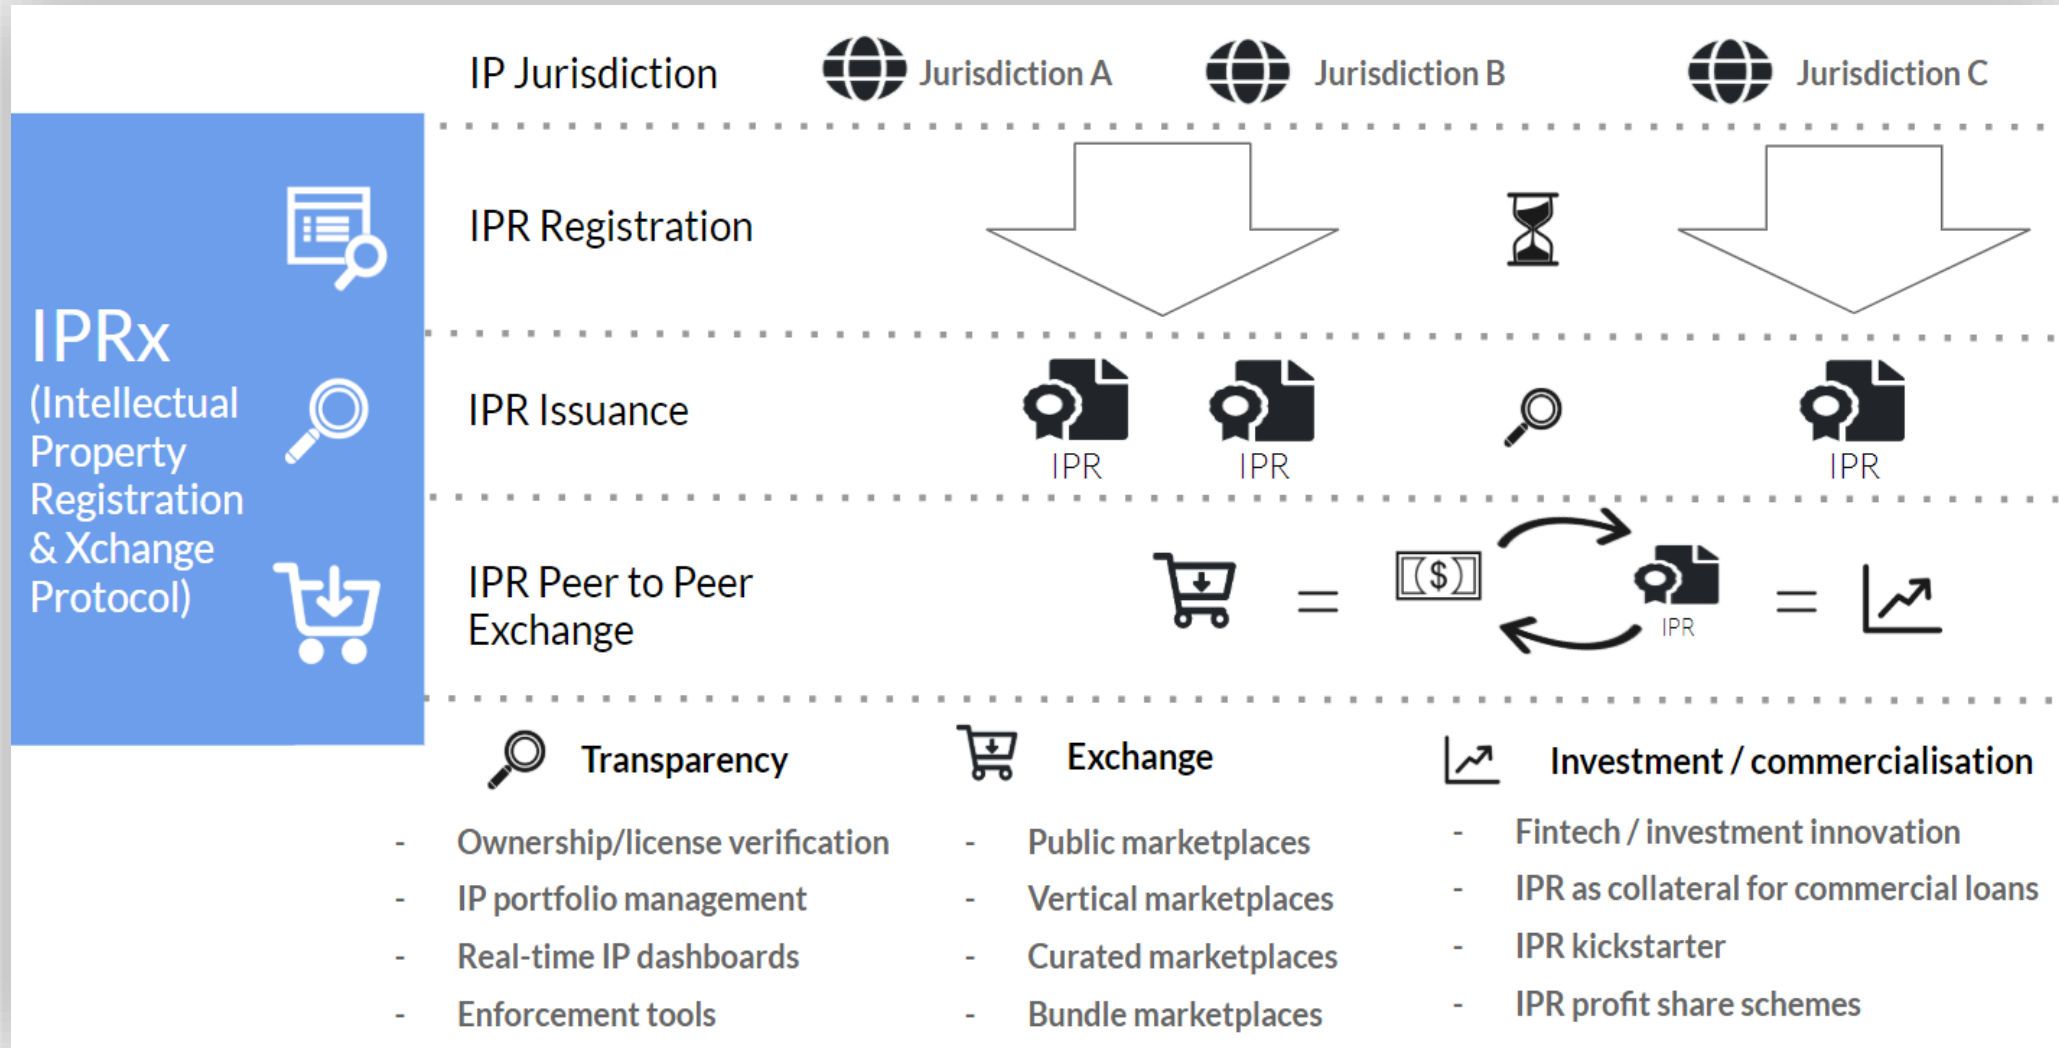 IP Jurisdiction
Jurisdiction A
Jurisdiction B
Jurisdiction C
IPRx
(Intellectual
Property
Registration
& Xchange
Protocol)
IPR Registration
IPR Issuance
IPR
IPR
IPR
IPR Peer to Peer
Exchange
=
($)
IPR
=
Transparency
- Ownership/license verification
- IP portfolio management
- Real-time IP dashboards
- Enforcement tools
Exchange
- Public marketplaces
- Vertical marketplaces
- Curated marketplaces
- Bundle marketplaces
Investment / commercialisation
- Fintech / investment innovation
- IPR as collateral for commercial loans
- IPR kickstarter
- IPR profit share schemes